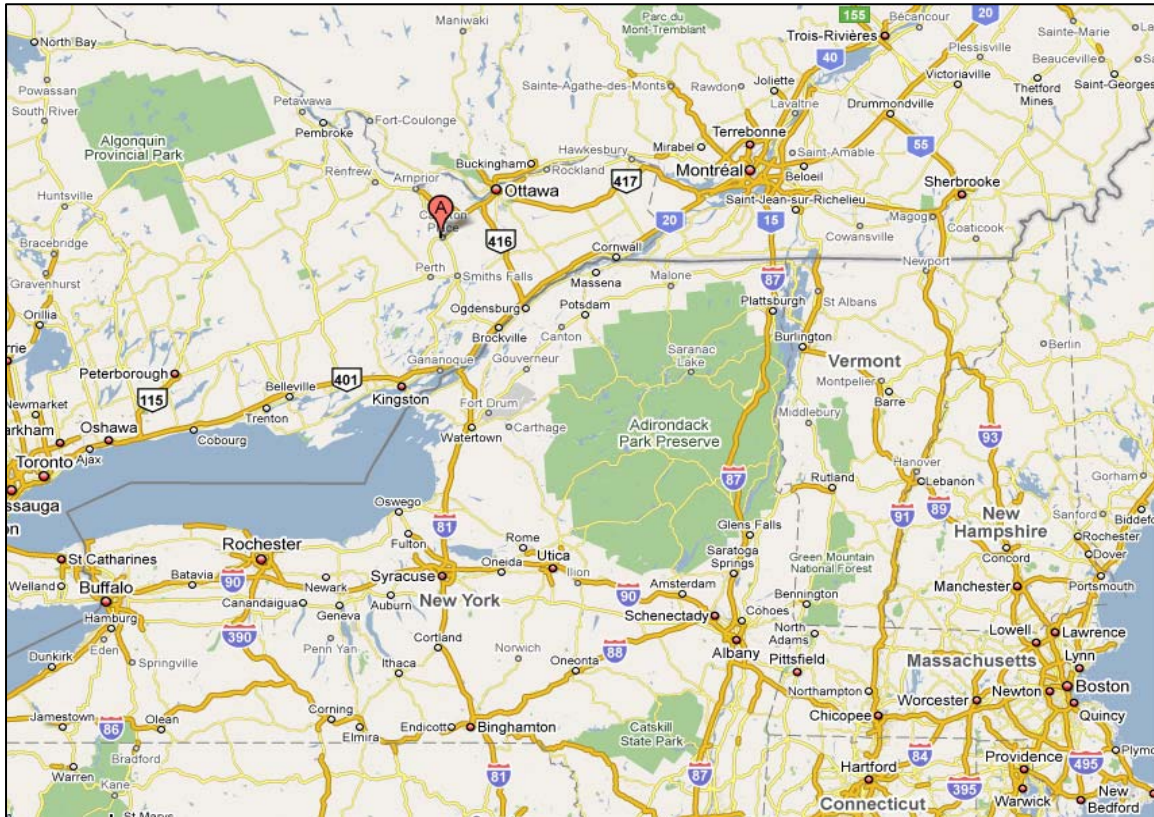 Maniwaki
Parc du
Mont-Tremblant
155
20
Bécancour
Trois-Rivières
Sainte-Marie
North Bay
40
Plessisville
Beauceville
Powassan
Sainte-Agathe-des-Monts
Rawdon
Joliette
Victoriaville
Thetford
Mines
Saint-Georges
South River
Petawawa
Fort-Coulonge
Lavaltrie
Drummondville
Pembroke
Terrebonne
Algonquin
Provincial Park
Buckingham
Hawkesbury
Mirabel
55
Rockland
Saint-Amable
Renfrew
Arnprior
Montréal
Beloeil
Huntsville
Ottawa
417
Sherbrooke
A
Saint-Jean-sur-Richelieu
Magog
20
15
Bracebridge
416
Cornwall
Cowansville
Coaticook
Perth
Smiths Falls
Massena
Malone
87
Newport
Gravenhurst
Ogdensburg
Potsdam
Plattsburgh
St Albans
Orillia
Brockville
Canton
Burlington
Gananoque
Gouverneur
Saranac
Lake
Vermont
Berlin
Peterborough
Belleville
401
Montpelier
115
Kingston
Fort Drum
Barre
Newmarket
Trenton
Middlebury
Oshawa
Cobourg
Watertown
Carthage
Adirondack
Park Preserve
93
Ajax
Toronto
87
Hanover
Lebanon
Rutland
Gorham
Oswego
91
89
New
Hampshire
Sanford
81
Glens Falls
Rochester
Fulton
Rome
Utica
Saratoga
Springs
Green Mountain
National Forest
Concord
Rochester
Dover
St Catharines
Oneida
Ilion
Welland
Batavia
90
Newark
Syracuse
90
Amsterdam
Manchester
Portsmouth
Buffalo
Canandaigua
Geneva
Auburn
New York
Schenectady
Cohoes
Bennington
Hamburg
390
Cortland
88
North
Adams
Lowell
Lawrence
Eden
Penn Yan
Norwich
Albany
Massachusetts
Lynn
Dunkirk
Springville
Ithaca
Oneonta
Pittsfield
Northampton
Worcester
Newton
Boston
Jamestown
86
Olean
Corning
Endicott
Binghamton
Catskill
State Park
Chicopee
Quincy
Elmira
Bradford
84
Providence
495
Warren
Kane
81
87
Hartford
395
Warwick
New
Bedford
Connecticut
St Marys